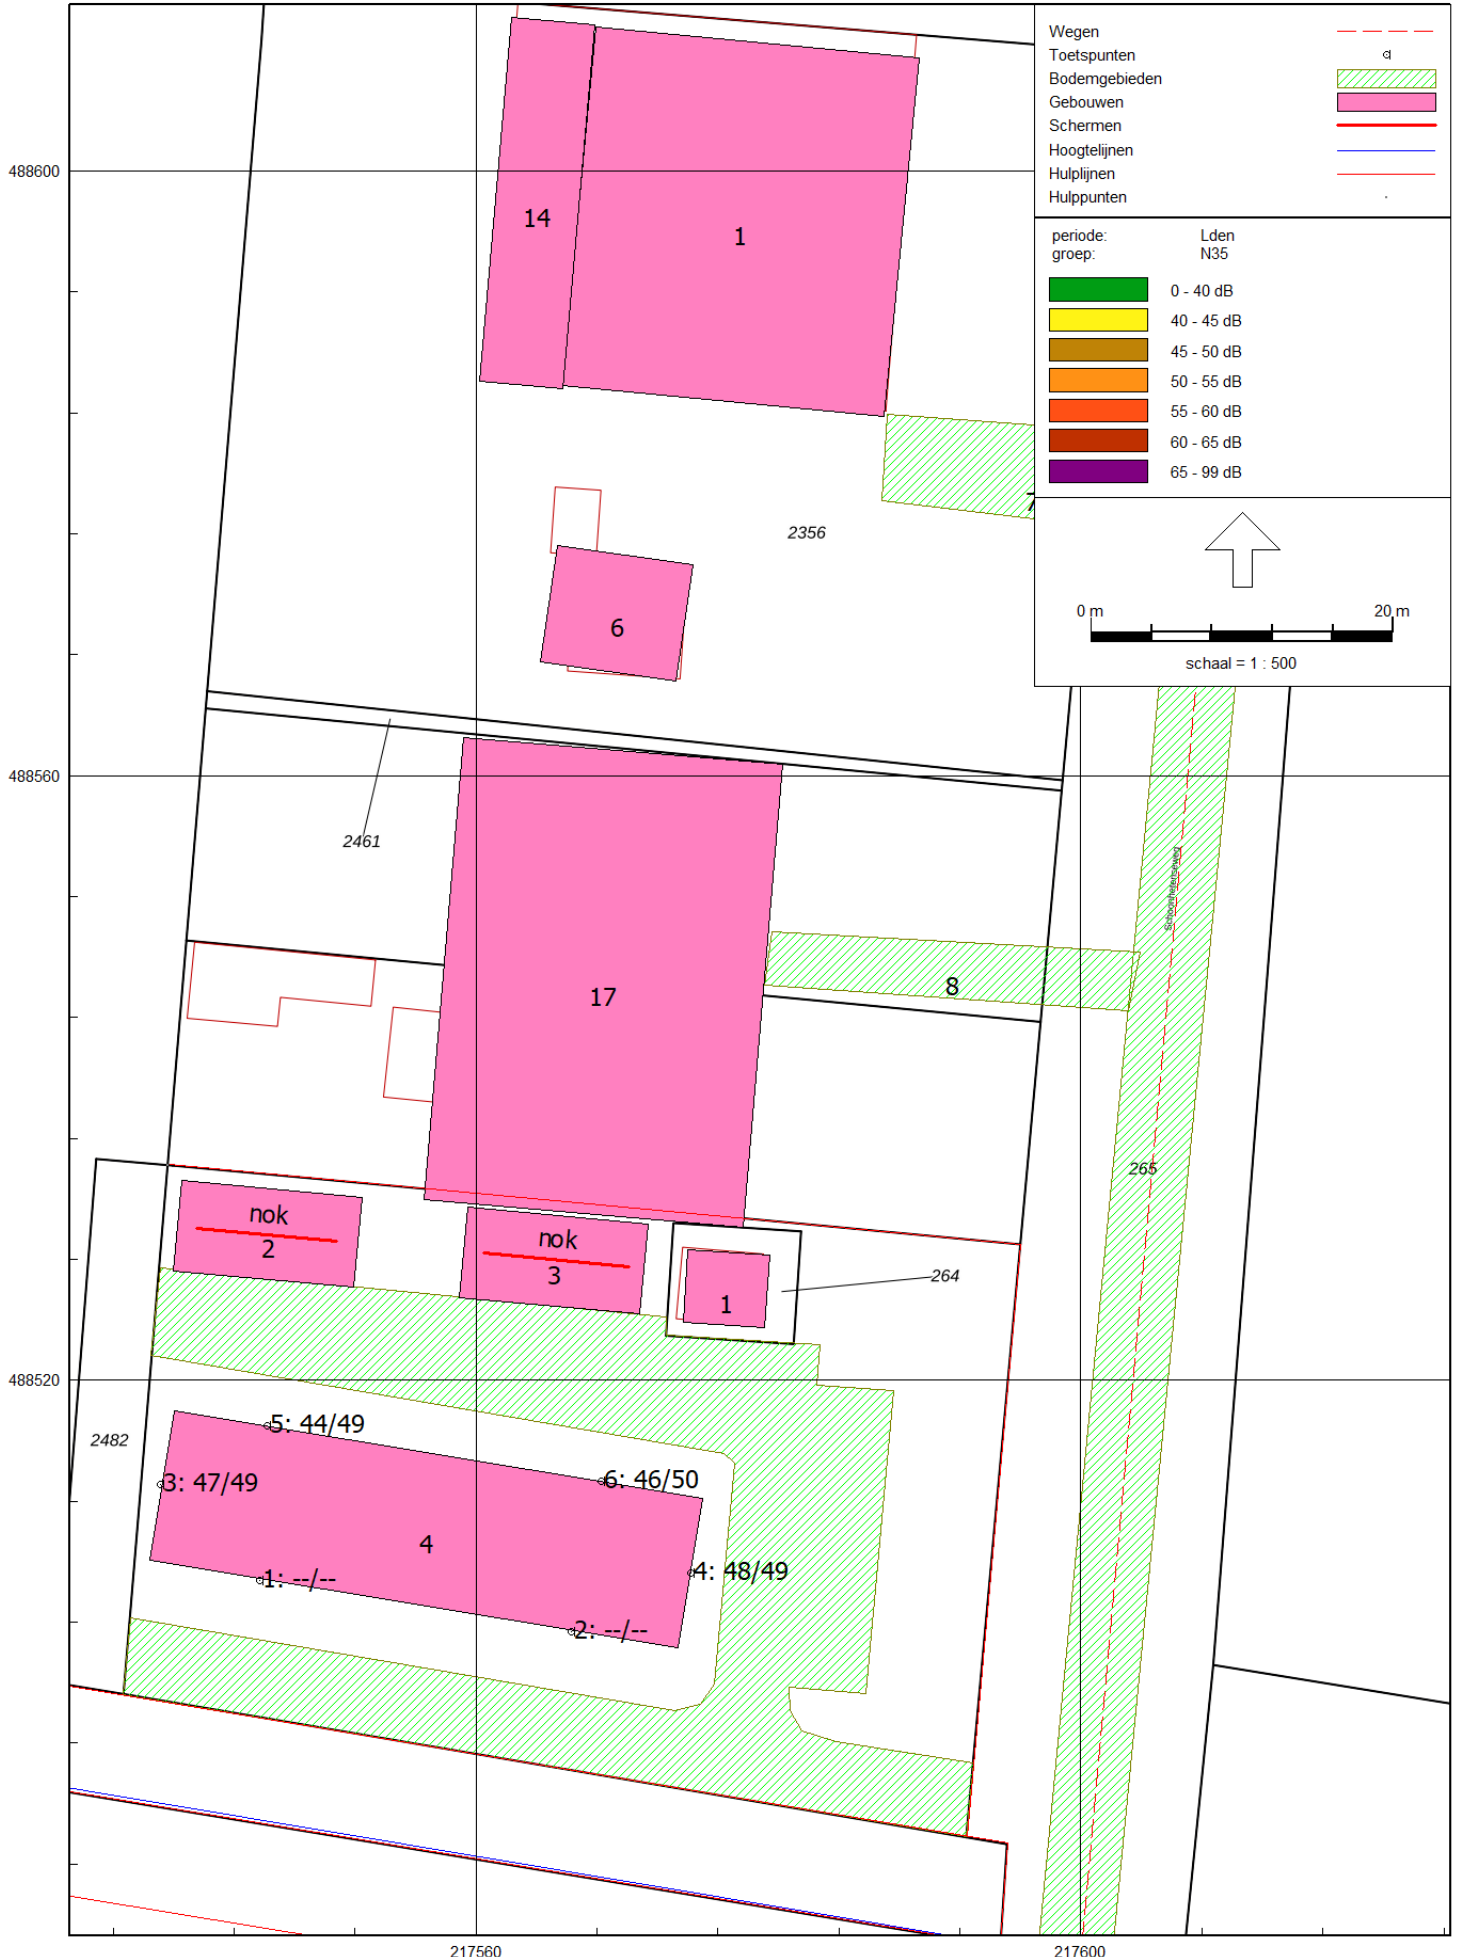 Wegen
Toetspunten
Bodemgebieden
Gebouwen
Schermen
Hoogtelijnen
Hulplijnen
Hulppunten
periode: Lden
groep: N35
0 - 40 dB
40 - 45 dB
45 - 50 dB
50 - 55 dB
55 - 60 dB
60 - 65 dB
65 - 99 dB
0 m 20 m
schaal = 1 : 500
488600
14
1
7
2356
6
488560
2461
17
8
265
nok
2
nok
3
1
264
488520
2482
5: 44/49
3: 47/49
6: 46/50
4
4: 48/49
1: --/--
2: --/--
217560
217600